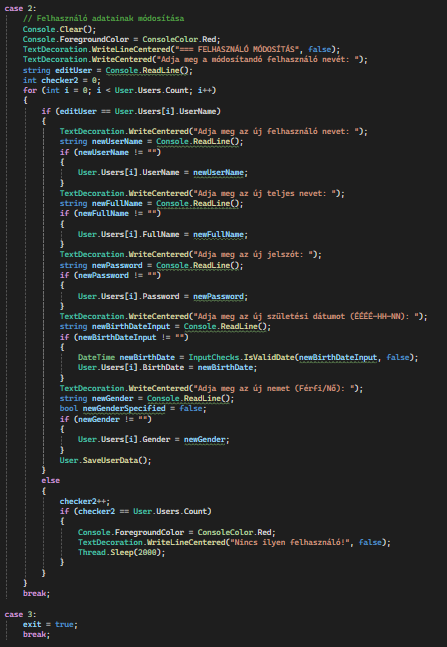 case 2:
// Felhasználó adatainak módosítása
Console.Clear();
Console.ForegroundColor = ConsoleColor.Red;
TextDecoration.WriteLineCentered("=== FELHASZNÁLÓ MÓDOSÍTÁS", false);
TextDecoration.WriteCentered("Adja meg a módosítandó felhasználó nevét: ");
string editUser = Console.ReadLine();
int checker2 = 0;
for (int i = 0; i < User.Users.Count; i++)
{
if (editUser == User.Users[i].UserName)
{
TextDecoration.WriteCentered("Adja meg az új felhasználó nevet: ");
string newUserName = Console.ReadLine();
if (newUserName != "")
{
User.Users[i].UserName = newUserName;
}
TextDecoration.WriteCentered("Adja meg az új teljes nevet: ");
string newFullName = Console.ReadLine();
if (newFullName != "")
{
User.Users[i].FullName = newFullName;
}
TextDecoration.WriteCentered("Adja meg az új jelszót: ");
string newPassword = Console.ReadLine();
if (newPassword != "")
{
User.Users[i].Password = newPassword;
}
TextDecoration.WriteCentered("Adja meg az új születési dátumot (ÉÉÉÉ-HH-NN): ");
string newBirthDateInput = Console.ReadLine();
if (newBirthDateInput != "")
{
DateTime newBirthDate = InputChecks.IsValidDate(newBirthDateInput, false);
User.Users[i].BirthDate = newBirthDate;
}
TextDecoration.WriteCentered("Adja meg az új nemet (Férfi/Nő): ");
string newGender = Console.ReadLine();
bool newGenderSpecified = false;
if (newGender != "")
{
User.Users[i].Gender = newGender;
}
User.SaveUserData();
}
else
{
checker2++;
if (checker2 == User.Users.Count)
{
Console.ForegroundColor = ConsoleColor.Red;
TextDecoration.WriteLineCentered("Nincs ilyen felhasználó!", false);
Thread.Sleep(2000);
}
}
}
break;
case 3:
exit = true;
break;